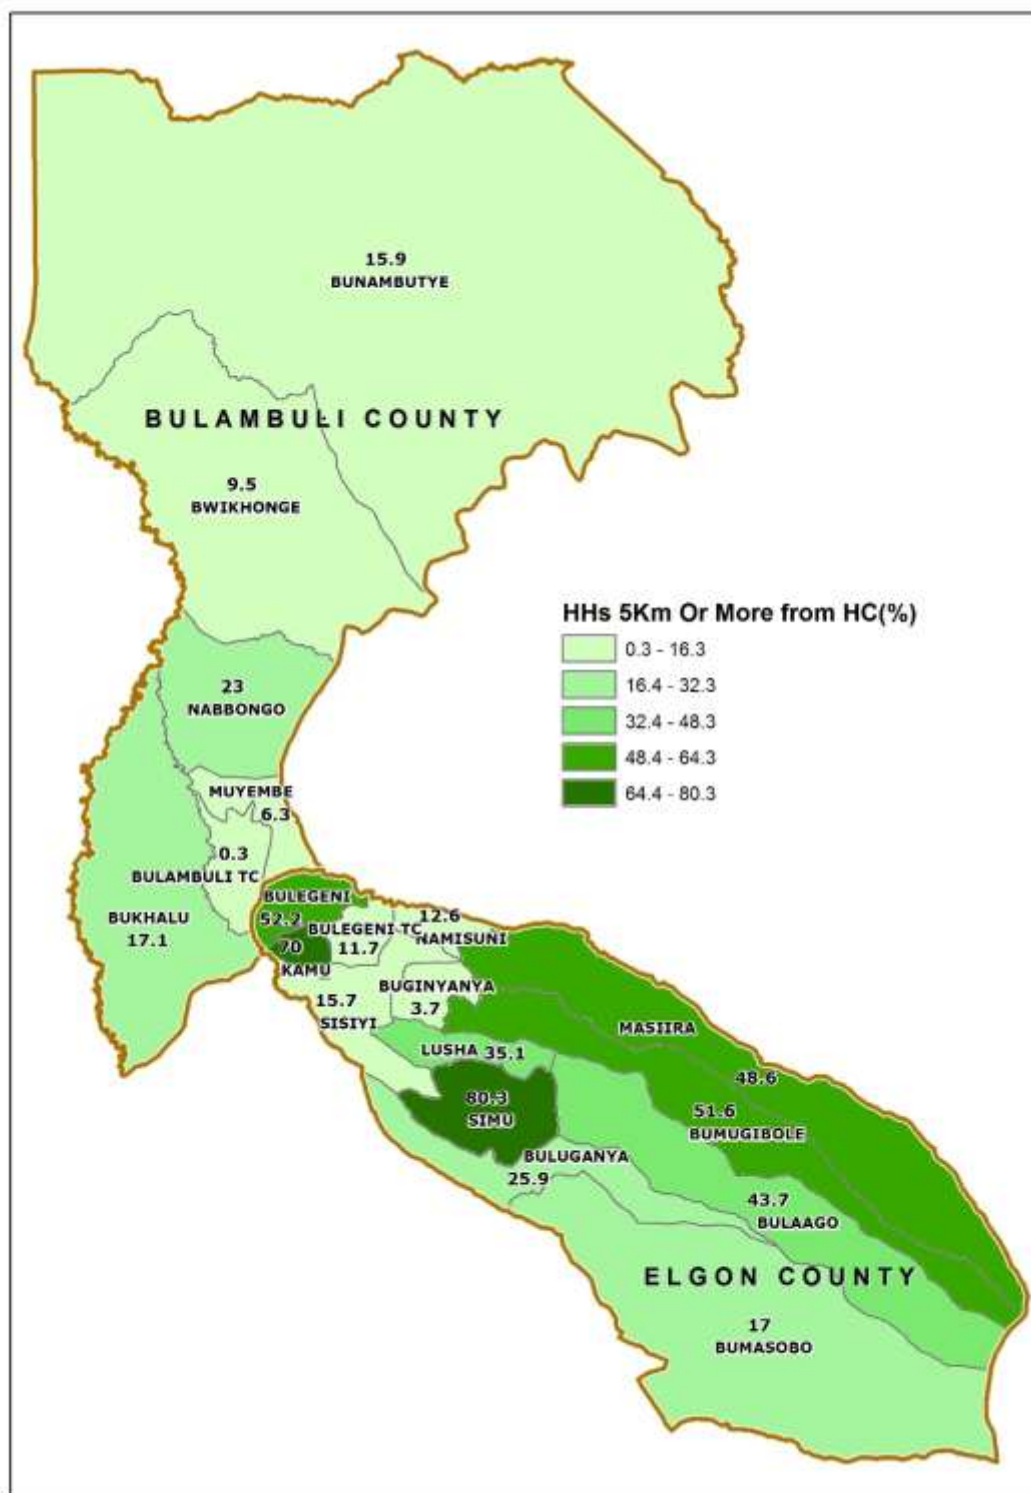 15.9
BUNAMBUTYE
BULAMBULI COUNTY
9.5
BWIKHONGE
HHs 5Km Or More from HC(%)
0.3 - 16.3
16.4 - 32.3
32.4 - 48.3
48.4 - 64.3
64.4 - 80.3
23
NABBONGO
MUYEMBE
6.3
0.3
BULAMBULI TC
BUKHALU
17.1
BULEGENI
52.2
BULEGENI TC
11.7
12.6
NAMISUNI
70
KAMU
BUGINYANYA
3.7
15.7
SISIYI
MASIIRA
48.6
LUSHA 35.1
80.3
SIMU
51.6
BUMUGIBOLE
BULUGANYA
25.9
43.7
BULAAGO
ELGON COUNTY
17
BUMASOBO